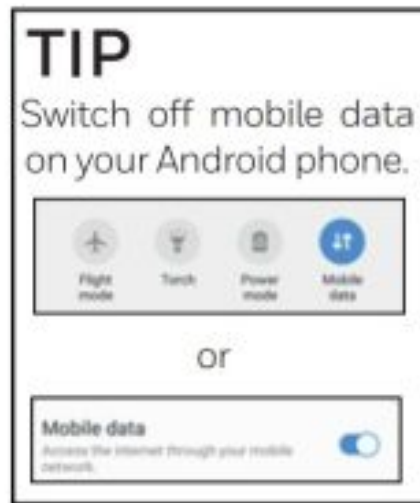 TIP
Switch off mobile data
on your Android phone.
Flight Torch Power Mobile
mode mode data
or
Mobile data
Access the internet through your mobile
network.